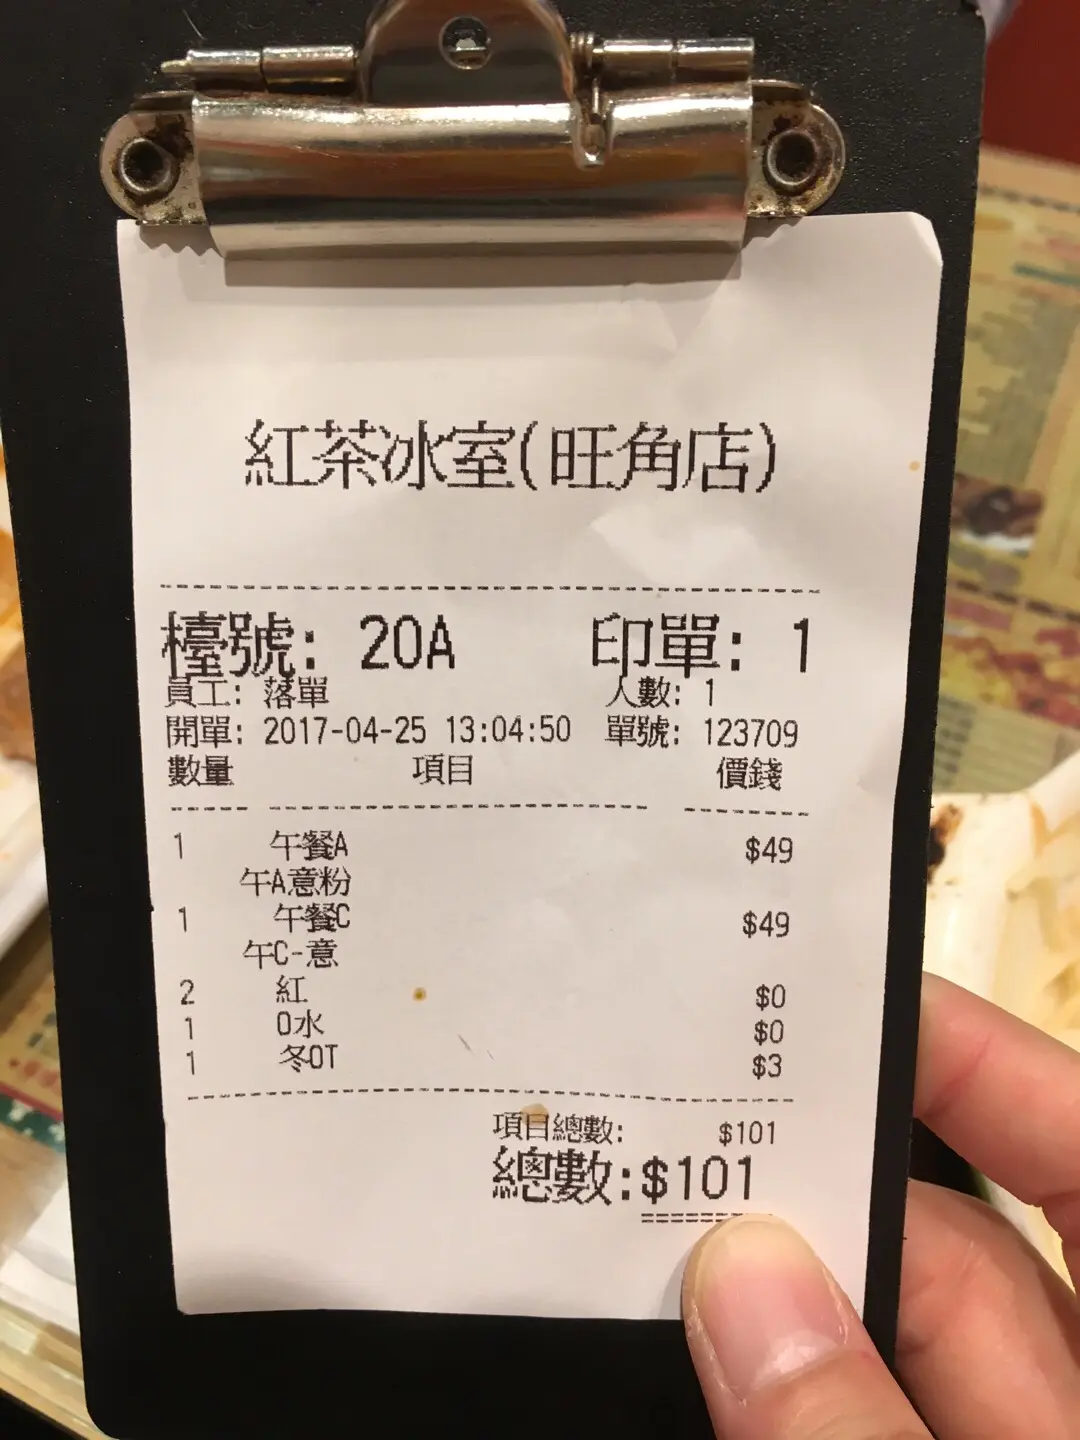 紅茶冰室(旺角店)
檯號: 20A 印單: 1
員工: 落單 人數: 1
開單: 2017-04-25 13:04:50 單號: 123709
數量 項目 價錢
1 午餐A $49
午A意粉
1 午餐C $49
午C-意
2 紅 $0
1 0水 $0
1 冬OT $3
項目總數: $101
總數:$101